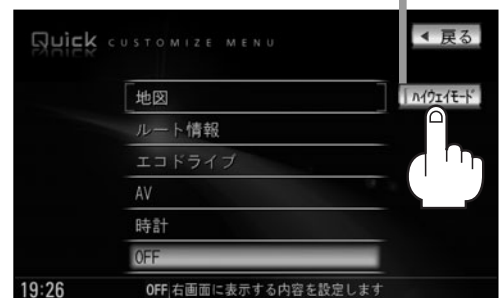 Quick CUSTOMIZE MENU
◀ 戻る
地図
ハイウェイモード
ルート情報
エコドライブ
AV
時計
OFF
19:26 OFF|右画面に表示する内容を設定します